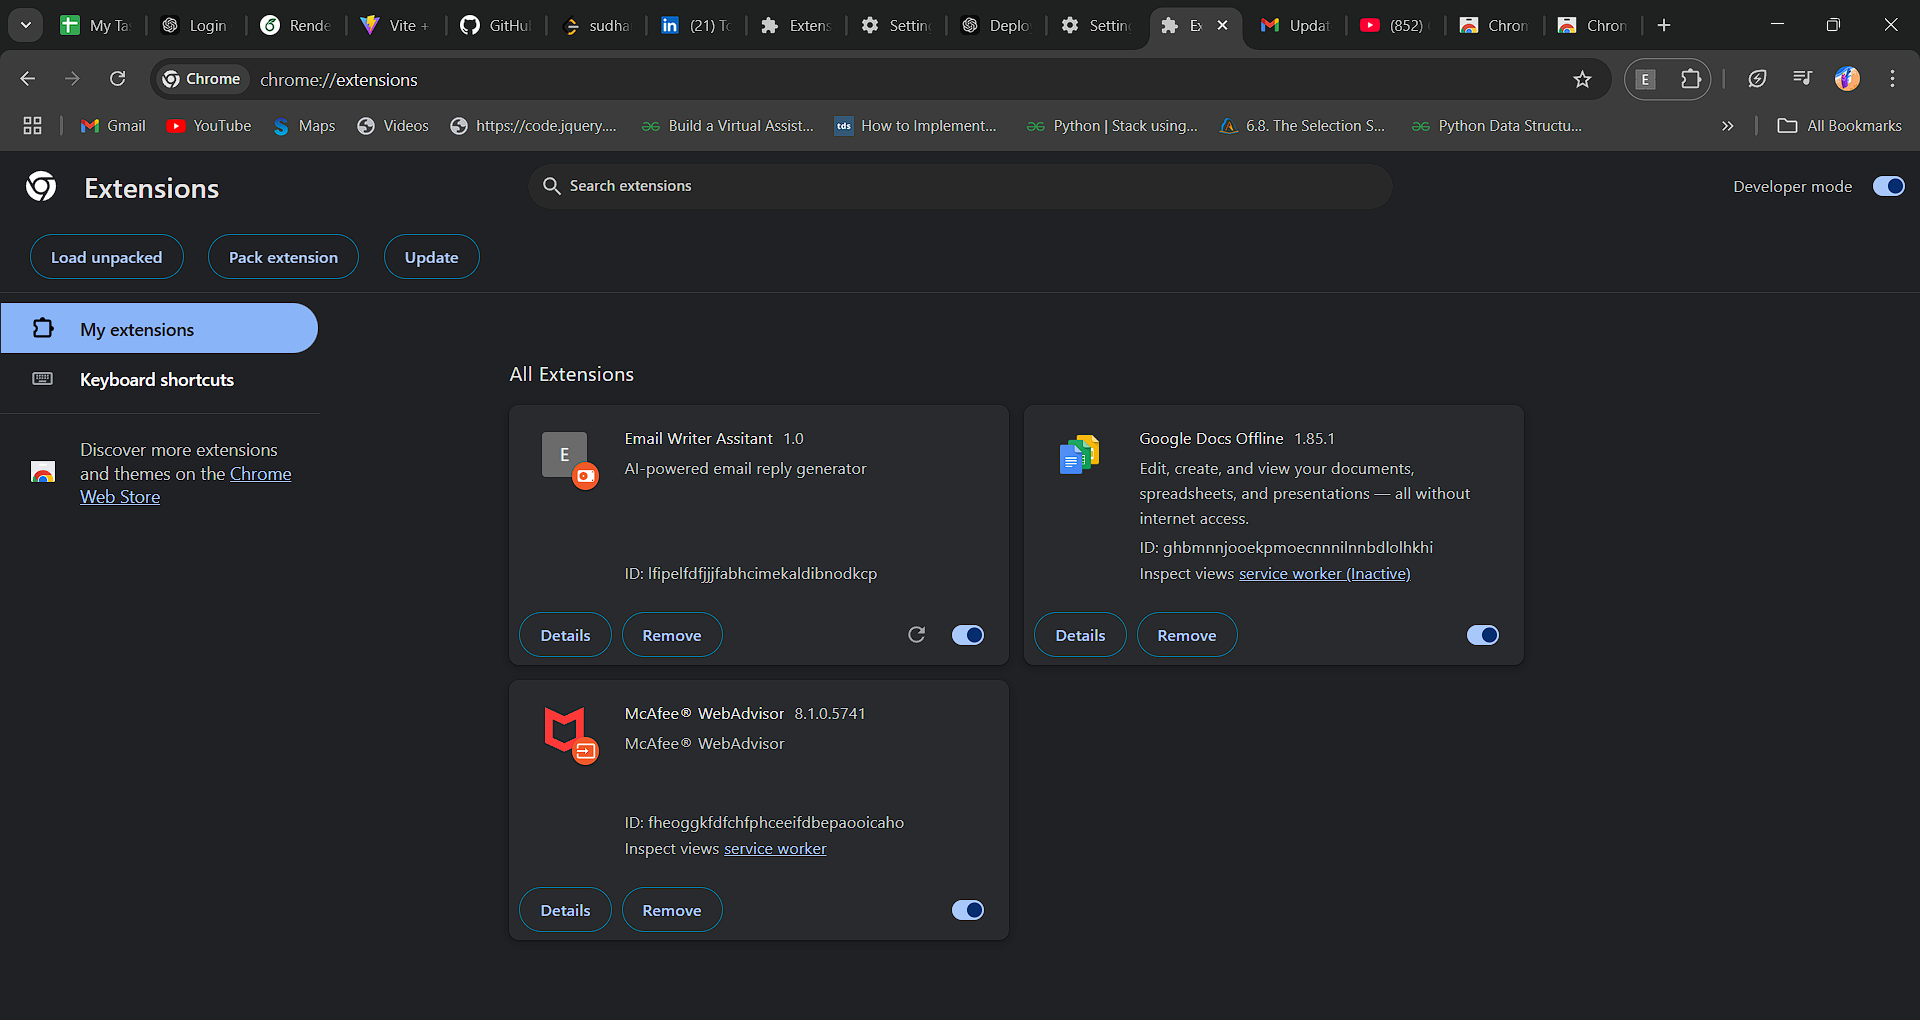 My Ta
Login
Rende
Vite +
GitHu
sudha
(21) To
Extens
Setting
Deplo
Setting
Ex
Updat
(852)
Chron
Chron
Chrome
chrome://extensions
E
Gmail
YouTube
Maps
Videos
https://code.jquery....
Build a Virtual Assist...
tds
How to Implement...
Python | Stack using...
6.8. The Selection S...
Python Data Structu...
All Bookmarks
Extensions
Search extensions
Developer mode
Load unpacked
Pack extension
Update
My extensions
Keyboard shortcuts
Discover more extensions
and themes on the Chrome
Web Store
All Extensions
E
Email Writer Assitant 1.0
AI-powered email reply generator
ID: lfipelfdfjjjfabhcimekaldibnodkcp
Details
Remove
Google Docs Offline 1.85.1
Edit, create, and view your documents,
spreadsheets, and presentations — all without
internet access.
ID: ghbmnnjooekpmoecnnnilnnbdlolhkhi
Inspect views service worker (Inactive)
Details
Remove
McAfee® WebAdvisor 8.1.0.5741
McAfee® WebAdvisor
ID: fheoggkfdfchfphceeifdbepaooicaho
Inspect views service worker
Details
Remove